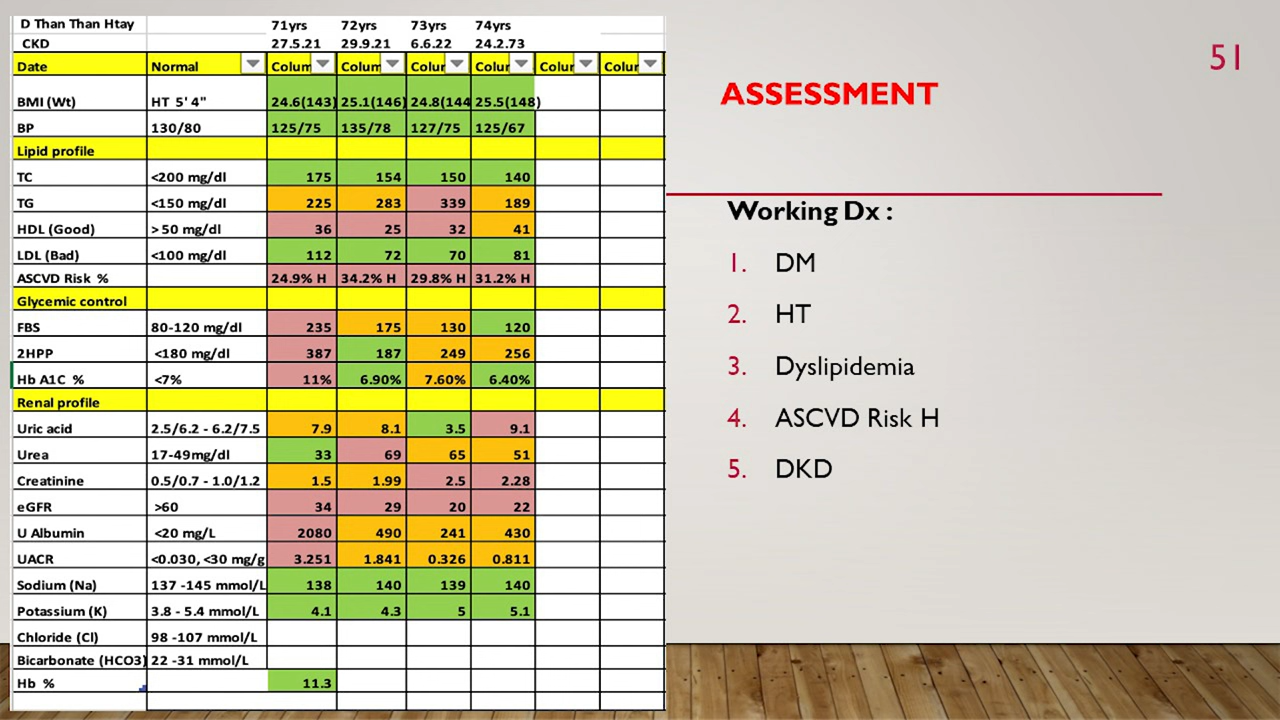 D Than Than Htay 71yrs 72yrs 73yrs 74yrs
CKD 27.5.21 29.9.21 6.6.22 24.2.73
Date Normal Colum Colum Colur Colum Colur Colur
BMI (Wt) HT 5' 4" 24.6(143) 25.1(146) 24.8(144 25.5(148)
BP 130/80 125/75 135/78 127/75 125/67
Lipid profile
TC <200 mg/dl 175 154 150 140
TG <150 mg/dl 225 283 339 189
HDL (Good) >50 mg/dl 36 25 32 41
LDL (Bad) <100 mg/dl 112 72 70 81
ASCVD Risk % 24.9% H 34.2% H 29.8% H 31.2% H
Glycemic control
FBS 80-120 mg/dl 235 175 130 120
2HPP <180 mg/dl 387 187 249 256
Hb A1C % <7% 11% 6.90% 7.60% 6.40%
Renal profile
Uric acid 2.5/6.2 - 6.2/7.5 7.9 8.1 3.5 9.1
Urea 17-49mg/dl 33 69 65 51
Creatinine 0.5/0.7 - 1.0/1.2 1.5 1.99 2.5 2.28
eGFR >60 34 29 20 22
U Albumin <20 mg/L 2080 490 241 430
UACR <0.030, <30 mg/g 3.251 1.841 0.326 0.811
Sodium (Na) 137 -145 mmol/L 138 140 139 140
Potassium (K) 3.8 - 5.4 mmol/L 4.1 4.3 5 5.1
Chloride (Cl) 98 -107 mmol/L
Bicarbonate (HCO3) 22 -31 mmol/L
Hb % 11.3
51
ASSESSMENT
Working Dx :
1. DM
2. HT
3. Dyslipidemia
4. ASCVD Risk H
5. DKD